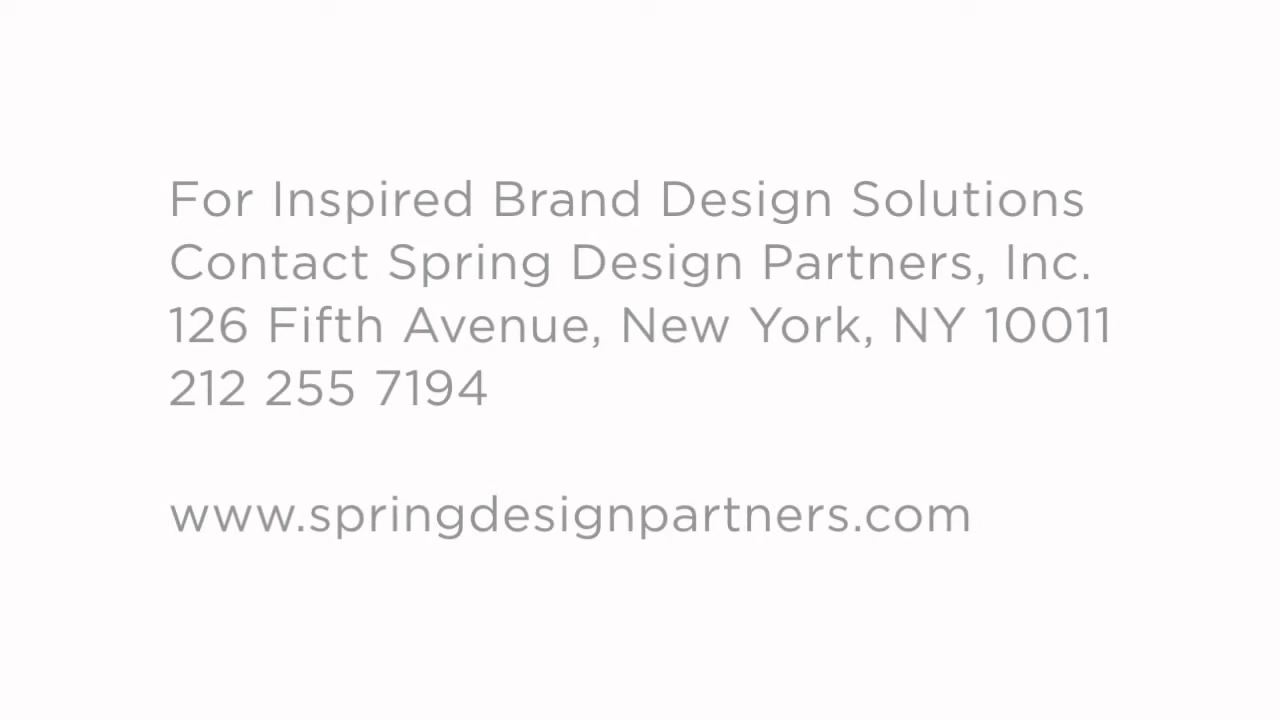 For Inspired Brand Design Solutions
Contact Spring Design Partners, Inc.
126 Fifth Avenue, New York, NY 10011
212 255 7194
www.springdesignpartners.com